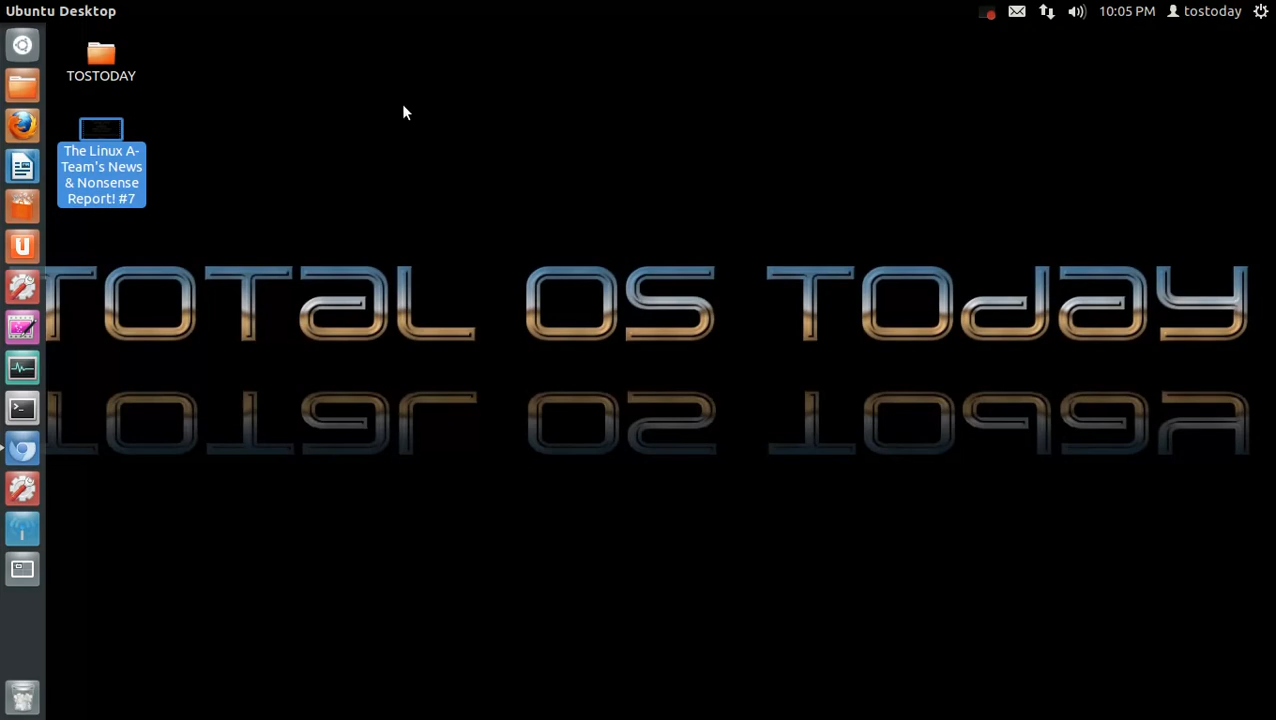 Ubuntu Desktop
10:05 PM
tostoday
TOSTODAY
The Linux A-
Team's News
& Nonsense
Report! #7
TOTAL OS TODAY